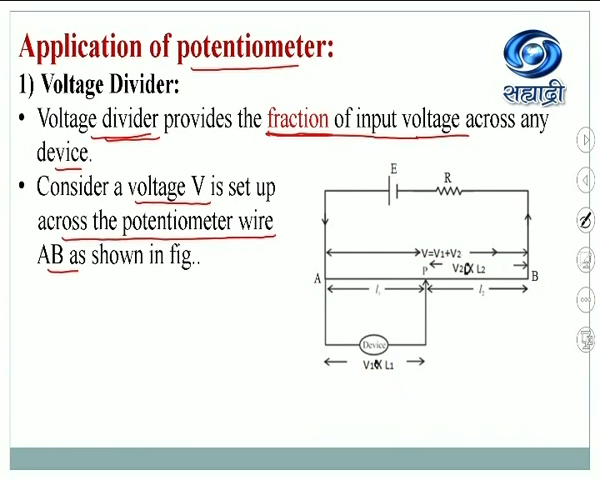 Application of potentiometer:
1) Voltage Divider:
• Voltage divider provides the fraction of input voltage across any
device.
• Consider a voltage V is set up
across the potentiometer wire
AB as shown in fig..
सह्याद्री
E
R
V=V1+V2
P
V2 α L2
A
B
l₁
l₂
Device
V1 α L1